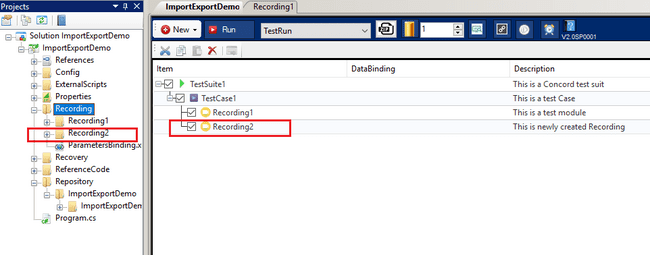 Projects
Solution ImportExportDemo
ImportExportDemo
References
Config
ExternalScripts
Properties
Recording
Recording1
Recording2
ParametersBinding.x
Recovery
ReferenceCode
Repository
ImportExportDemo
ImportExportDem
Program.cs
ImportExportDemo Recording1
New Run TestRun 1 V2.0SP0001
Item DataBinding Description
TestSuite1 This is a Concord test suit
TestCase1 This is a test Case
Recording1 This is a test module
Recording2 This is newly created Recording